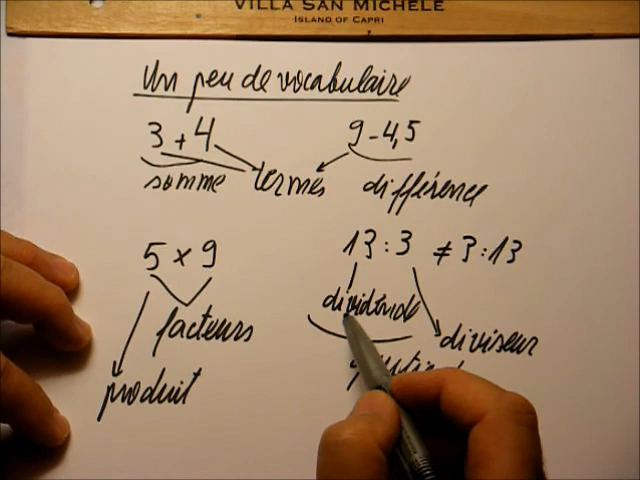 VILLA SAN MICHELE
ISLAND OF CAPRI
Un peu de vocabulaire
3 + 4
9 - 4,5
somme
termes
différence
5 × 9
13 : 3 ≠ 3 : 13
facteurs
dividende
diviseur
produit